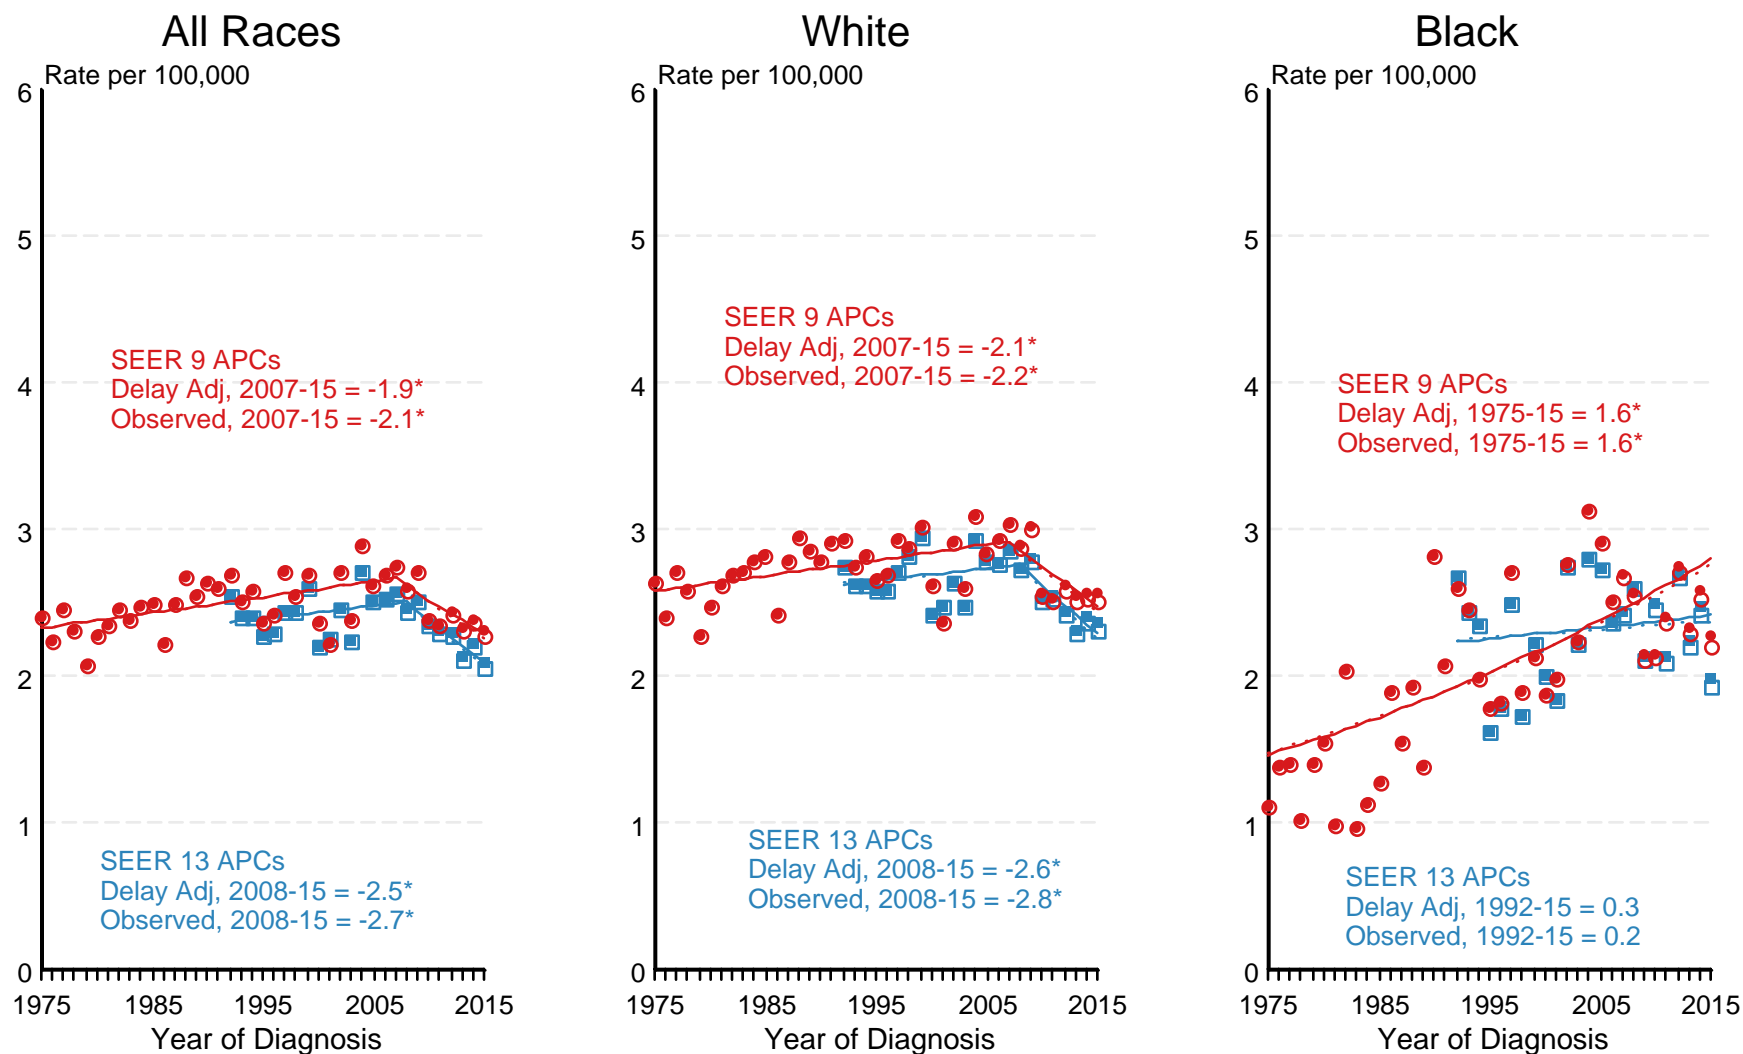 All Races
Rate per 100,000
6
5
4
3
2
1
0
SEER 9 APCs
Delay Adj, 2007-15 = -1.9*
Observed, 2007-15 = -2.1*
SEER 13 APCs
Delay Adj, 2008-15 = -2.5*
Observed, 2008-15 = -2.7*
1975 1985 1995 2005 2015
Year of Diagnosis
White
Rate per 100,000
6
5
4
3
2
1
0
SEER 9 APCs
Delay Adj, 2007-15 = -2.1*
Observed, 2007-15 = -2.2*
SEER 13 APCs
Delay Adj, 2008-15 = -2.6*
Observed, 2008-15 = -2.8*
1975 1985 1995 2005 2015
Year of Diagnosis
Black
Rate per 100,000
6
5
4
3
2
1
0
SEER 9 APCs
Delay Adj, 1975-15 = 1.6*
Observed, 1975-15 = 1.6*
SEER 13 APCs
Delay Adj, 1992-15 = 0.3
Observed, 1992-15 = 0.2
1975 1985 1995 2005 2015
Year of Diagnosis